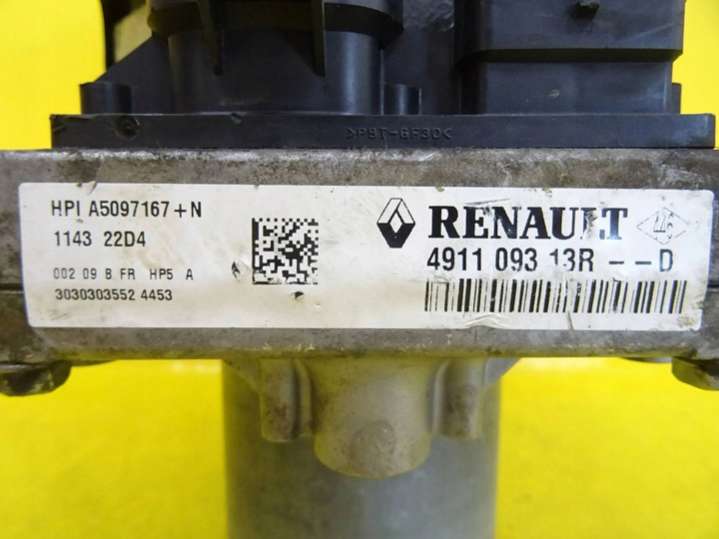 >PBT-GF30<
HPI A5097167+N
1143 22D4
002 09 B FR HP5 A
3030303552 4453
RENAULT
4911 093 13R -- D